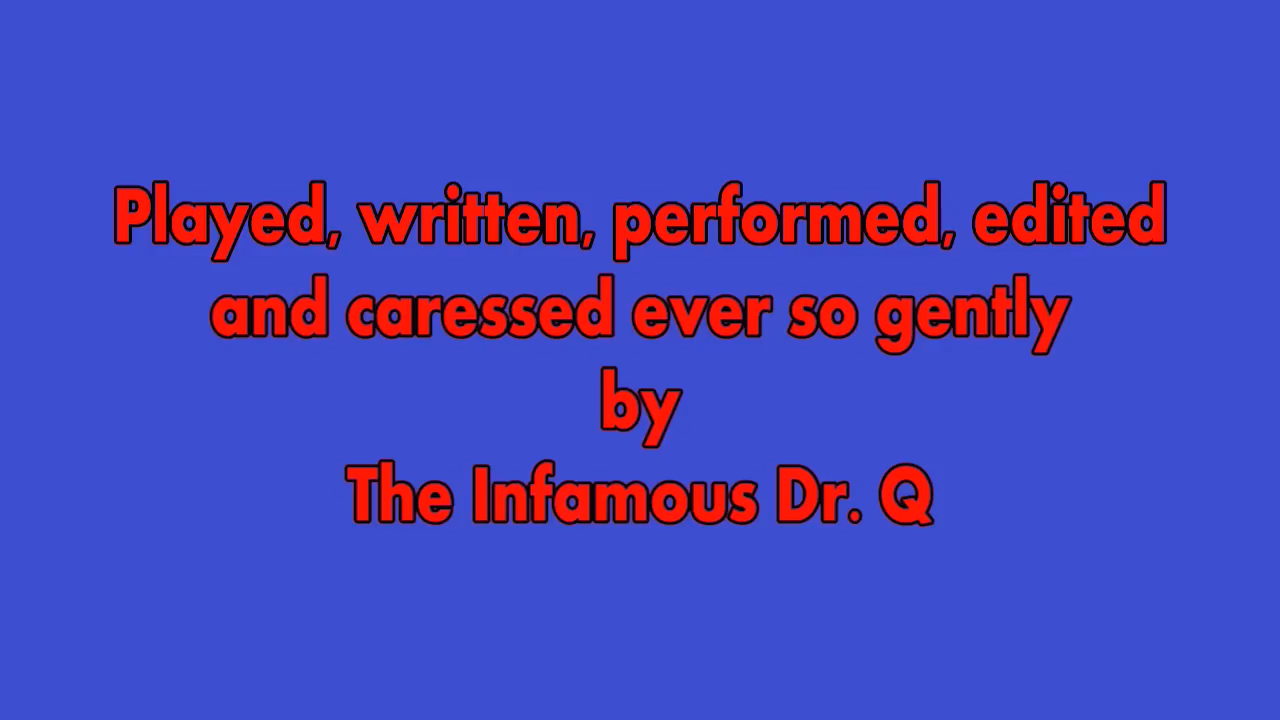 Played, written, performed, edited
and caressed ever so gently
by
The Infamous Dr. Q